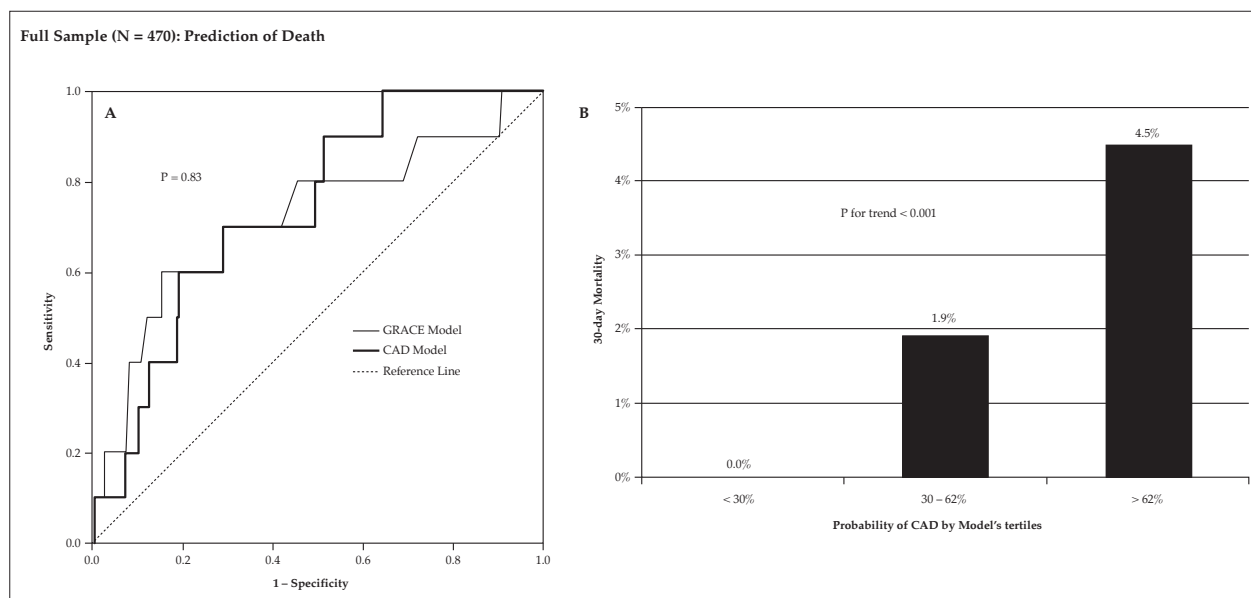 Full Sample (N = 470): Prediction of Death
A
P = 0.83
1.0
0.8
0.6
0.4
0.2
0.0
Sensitivity
GRACE Model
CAD Model
Reference Line
0.0 0.2 0.4 0.6 0.8 1.0
1 – Specificity
B
5%
4%
3%
2%
1%
0%
30-day Mortality
P for trend < 0.001
0.0%
1.9%
4.5%
< 30% 30 – 62% > 62%
Probability of CAD by Model's tertiles